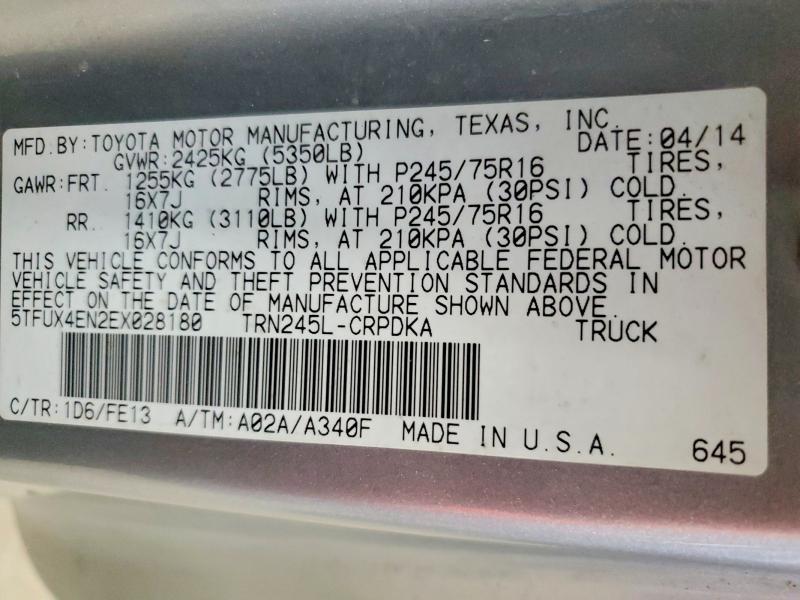 MFD.BY:TOYOTA MOTOR MANUFACTURING, TEXAS, INC.
GVWR:2425KG (5350LB) DATE:04/14
GAWR:FRT. 1255KG (2775LB) WITH P245/75R16 TIRES,
16X7J RIMS, AT 210KPA (30PSI) COLD.
RR. 1410KG (3110LB) WITH P245/75R16 TIRES,
16X7J RIMS, AT 210KPA (30PSI) COLD.
THIS VEHICLE CONFORMS TO ALL APPLICABLE FEDERAL MOTOR
VEHICLE SAFETY AND THEFT PREVENTION STANDARDS IN
EFFECT ON THE DATE OF MANUFACTURE SHOWN ABOVE.
5TFUX4EN2EX028180 TRN245L-CRPDKA TRUCK
C/TR:1D6/FE13 A/TM:A02A/A340F MADE IN U.S.A. 645